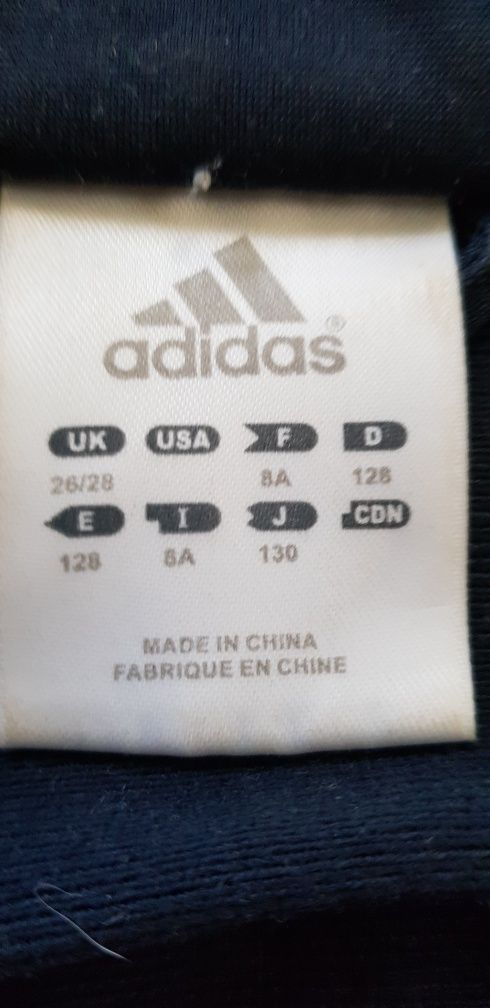 adidas®
UK USA F D
26/28 8A 128
E I J CDN
128 8A 130
MADE IN CHINA
FABRIQUE EN CHINE